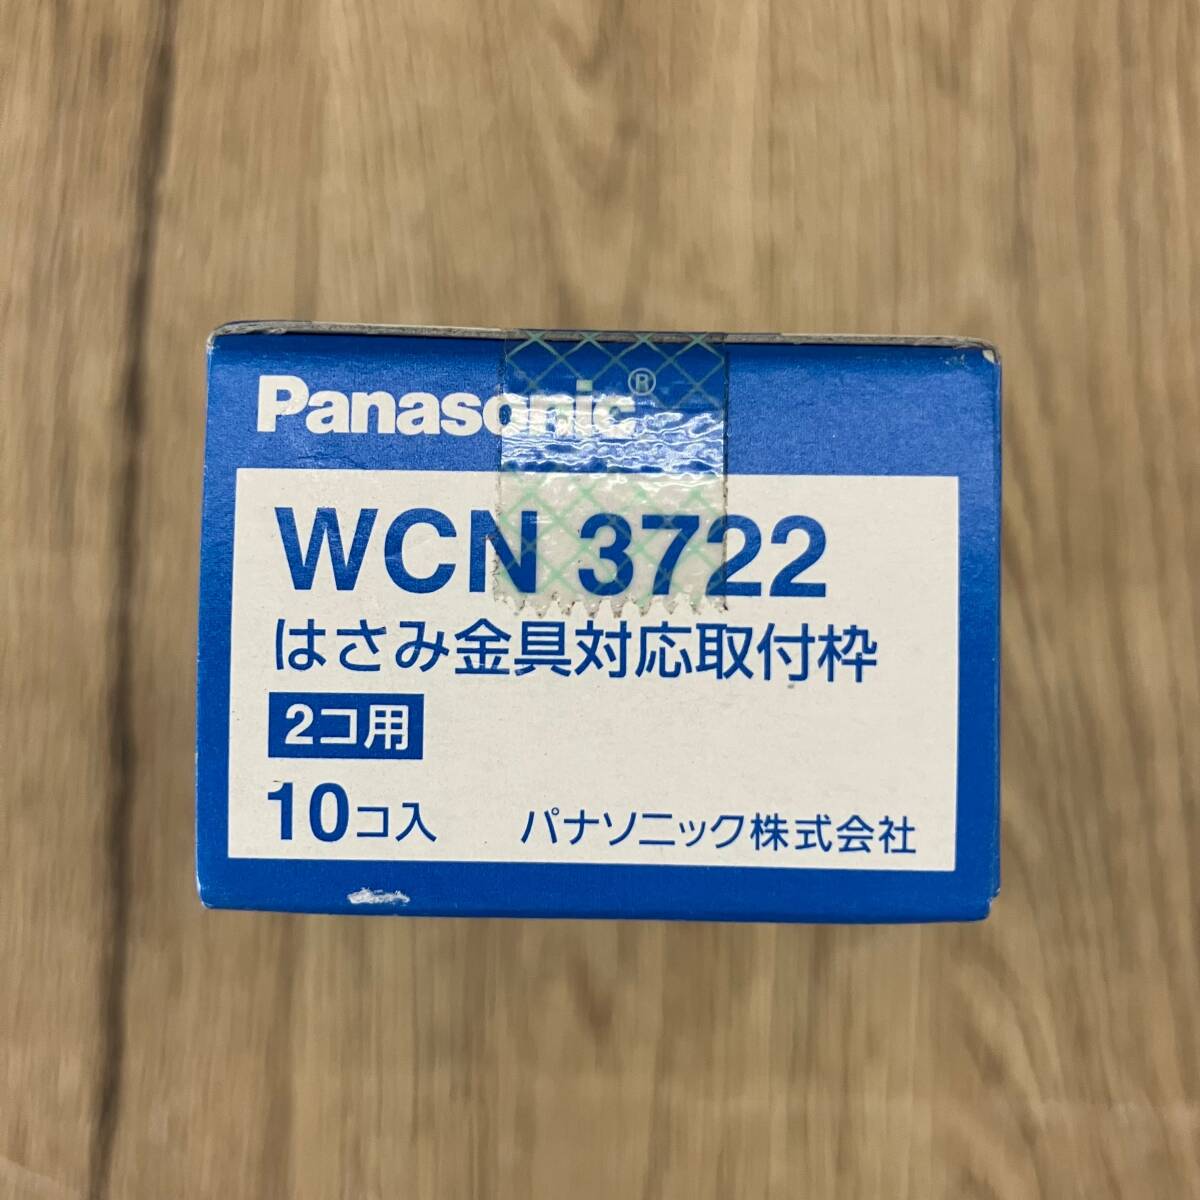 Panasonic®
WCN 3722
はさみ金具対応取付枠
2コ用
10コ入 パナソニック株式会社